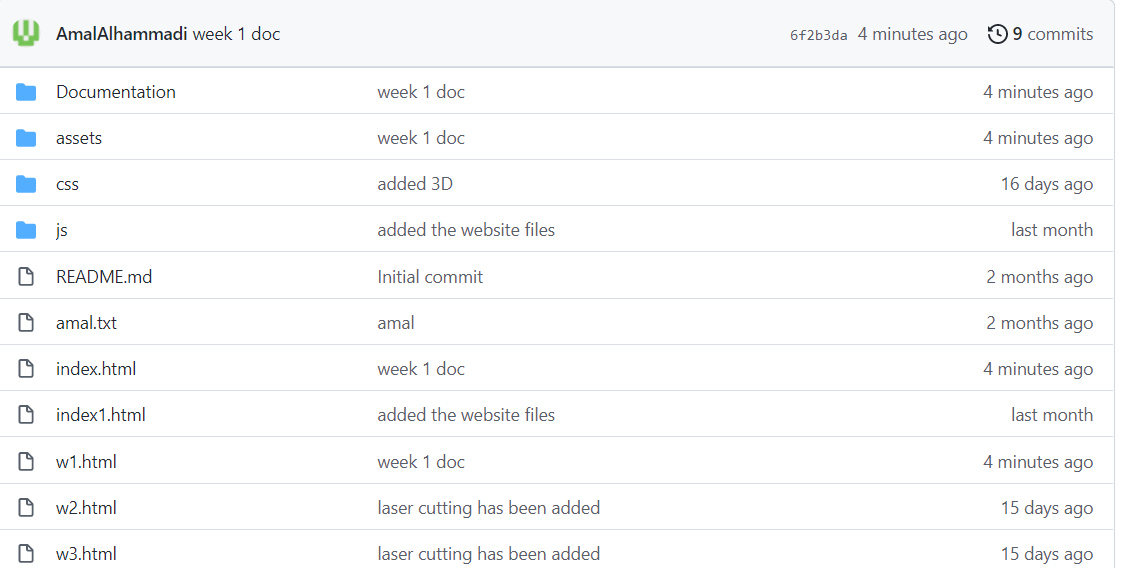 AmalAlhammadi week 1 doc 6f2b3da 4 minutes ago 9 commits
Documentation week 1 doc 4 minutes ago
assets week 1 doc 4 minutes ago
css added 3D 16 days ago
js added the website files last month
README.md Initial commit 2 months ago
amal.txt amal 2 months ago
index.html week 1 doc 4 minutes ago
index1.html added the website files last month
w1.html week 1 doc 4 minutes ago
w2.html laser cutting has been added 15 days ago
w3.html laser cutting has been added 15 days ago